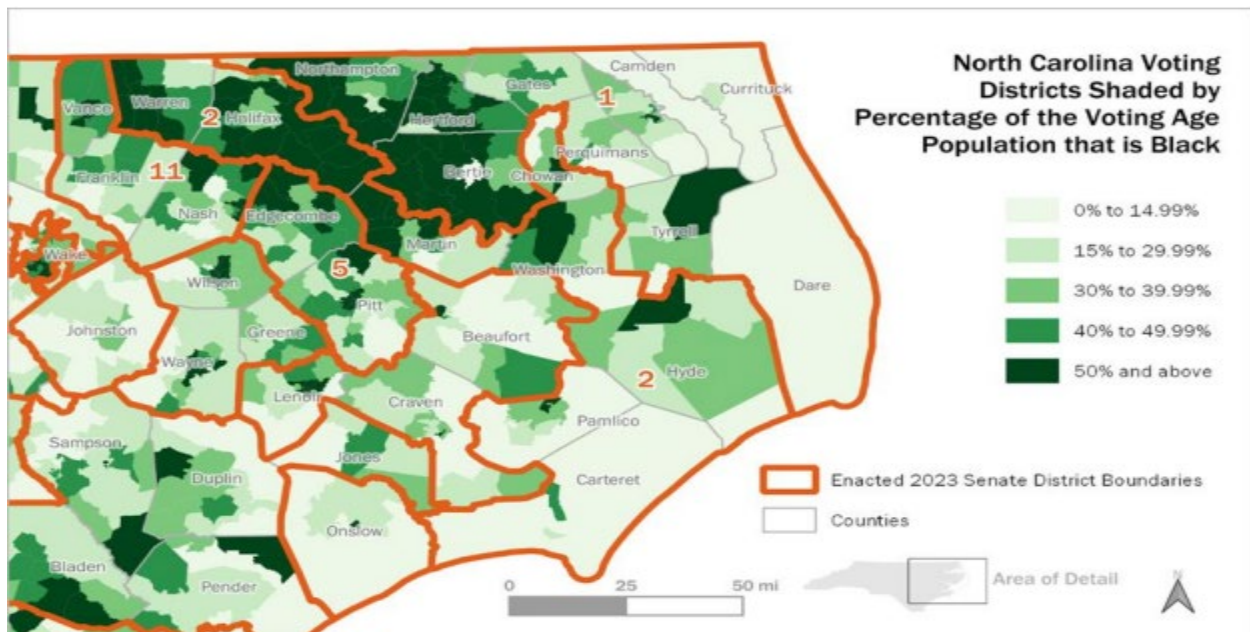 North Carolina Voting
Districts Shaded by
Percentage of the Voting Age
Population that is Black
0% to 14.99%
15% to 29.99%
30% to 39.99%
40% to 49.99%
50% and above
Enacted 2023 Senate District Boundaries
Counties
Area of Detail
N
0 25 50 mi
Northampton
Camden
Currituck
Gates
Vance
Warren
1
2
Halifax
Hertford
Perquimans
Franklin
11
Bertie
Chowan
Nash
Edgecombe
Tyrrell
Martin
Wake
5
Washington
Wilson
Dare
Pitt
Johnston
Greene
Beaufort
Wayne
2
Hyde
Lenoir
Craven
Pamlico
Sampson
Jones
Duplin
Carteret
Onslow
Bladen
Pender